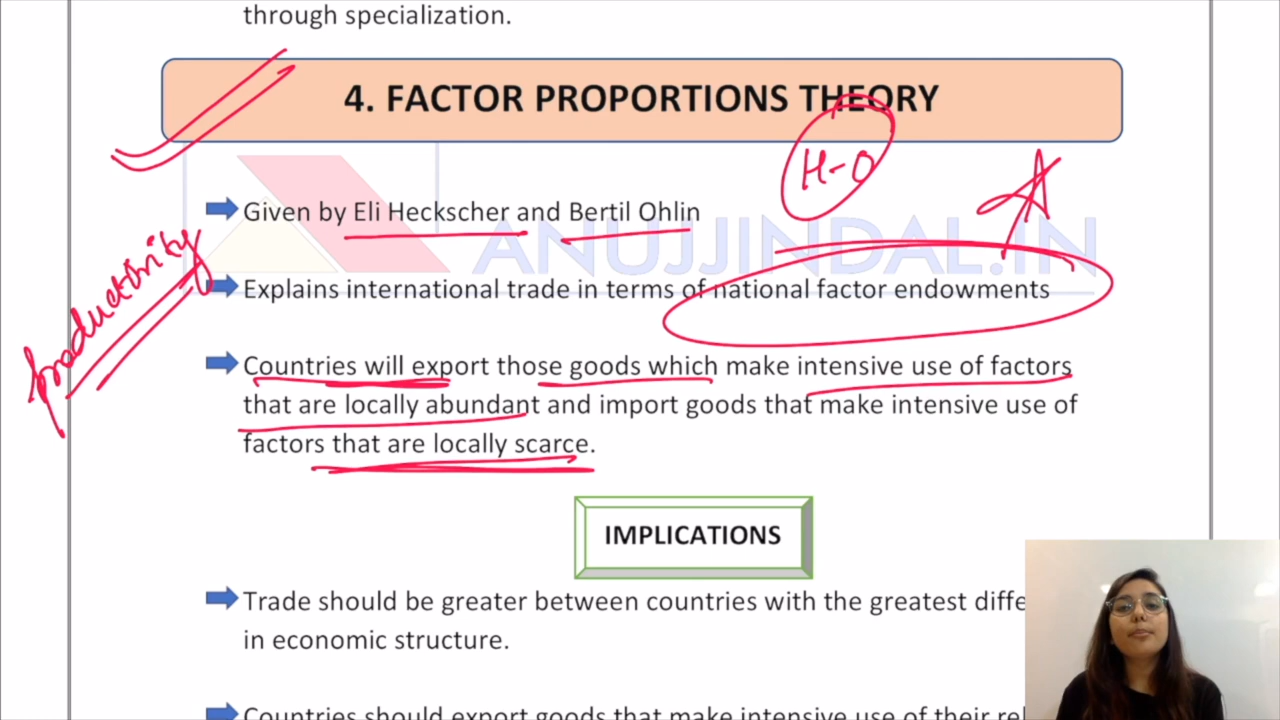 through specialization.
4. FACTOR PROPORTIONS THEORY
H-O
Given by Eli Heckscher and Bertil Ohlin
ANUJJINDAL.IN
productivity
Explains international trade in terms of national factor endowments
Countries will export those goods which make intensive use of factors
that are locally abundant and import goods that make intensive use of
factors that are locally scarce.
IMPLICATIONS
Trade should be greater between countries with the greatest diffe
in economic structure.
Countries should export goods that make intensive use of their rel